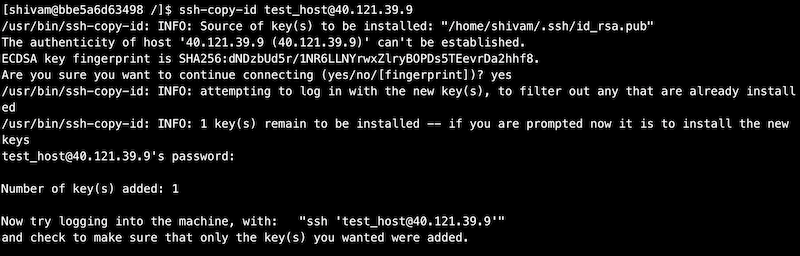 [shivam@bbe5a6d63498 /]$ ssh-copy-id test_host@40.121.39.9
/usr/bin/ssh-copy-id: INFO: Source of key(s) to be installed: "/home/shivam/.ssh/id_rsa.pub"
The authenticity of host '40.121.39.9 (40.121.39.9)' can't be established.
ECDSA key fingerprint is SHA256:dNDzbUd5r/1NR6LLNYrwxZlryBOPDs5TEevrDa2hhf8.
Are you sure you want to continue connecting (yes/no/[fingerprint])? yes
/usr/bin/ssh-copy-id: INFO: attempting to log in with the new key(s), to filter out any that are already install
ed
/usr/bin/ssh-copy-id: INFO: 1 key(s) remain to be installed -- if you are prompted now it is to install the new
keys
test_host@40.121.39.9's password:
Number of key(s) added: 1
Now try logging into the machine, with:   "ssh 'test_host@40.121.39.9'"
and check to make sure that only the key(s) you wanted were added.